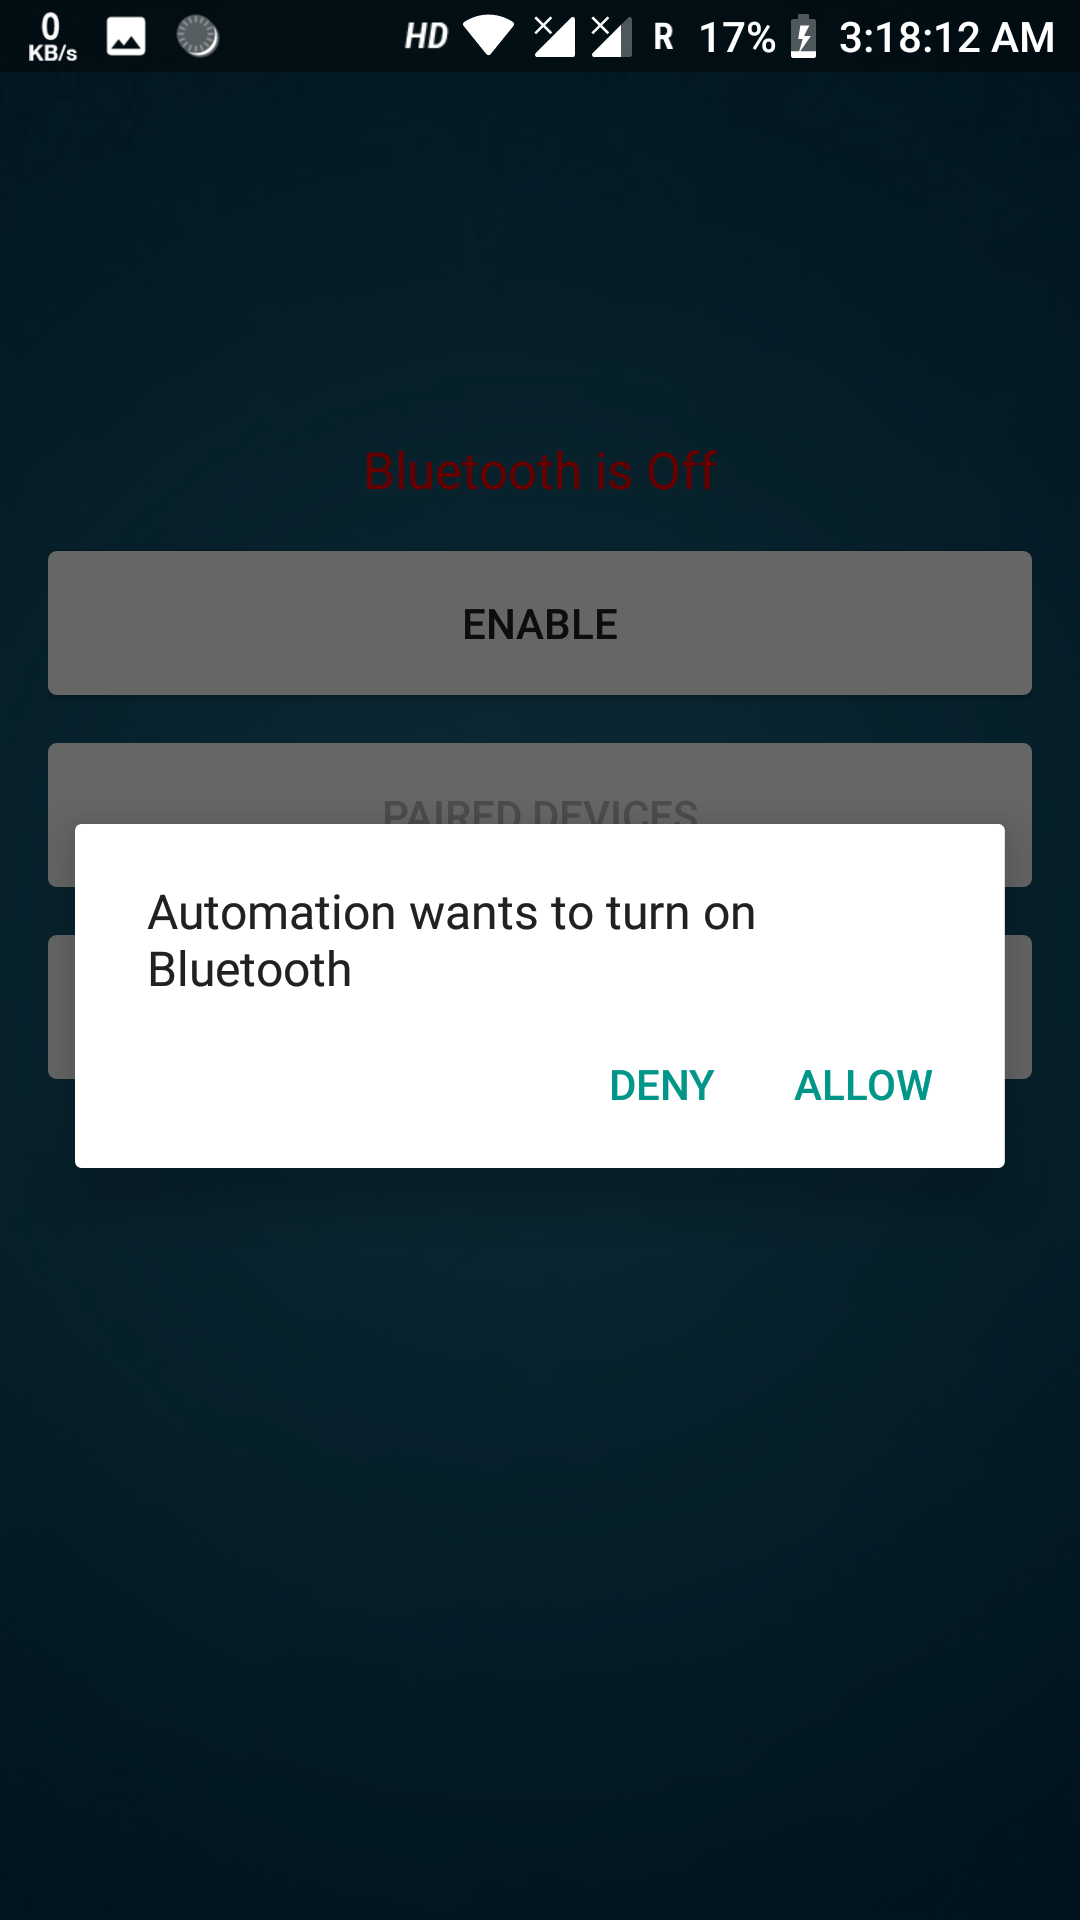 0 KB/s HD R 17% 3:18:12 AM
Bluetooth is Off
ENABLE
PAIRED DEVICES
Automation wants to turn on
Bluetooth
DENY ALLOW